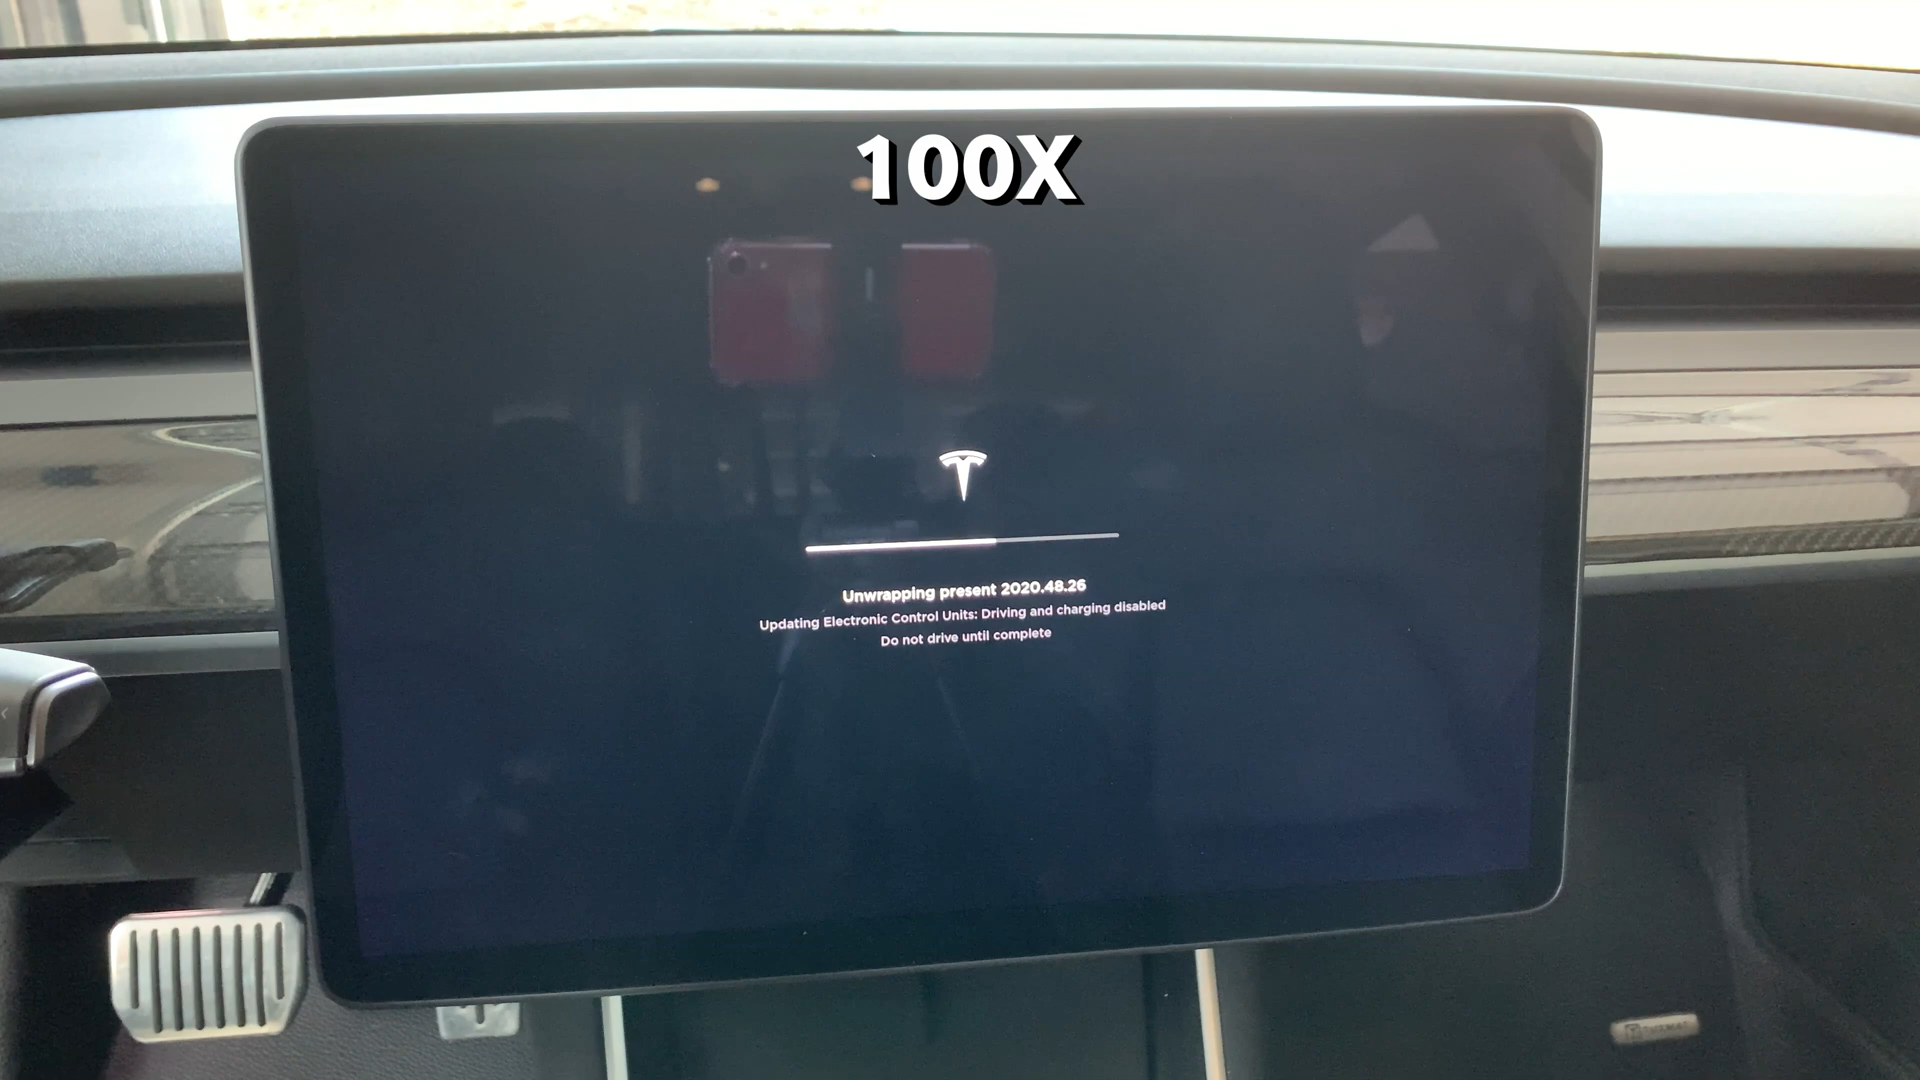 100X
Unwrapping present 2020.48.26
Updating Electronic Control Units: Driving and charging disabled
Do not drive until complete